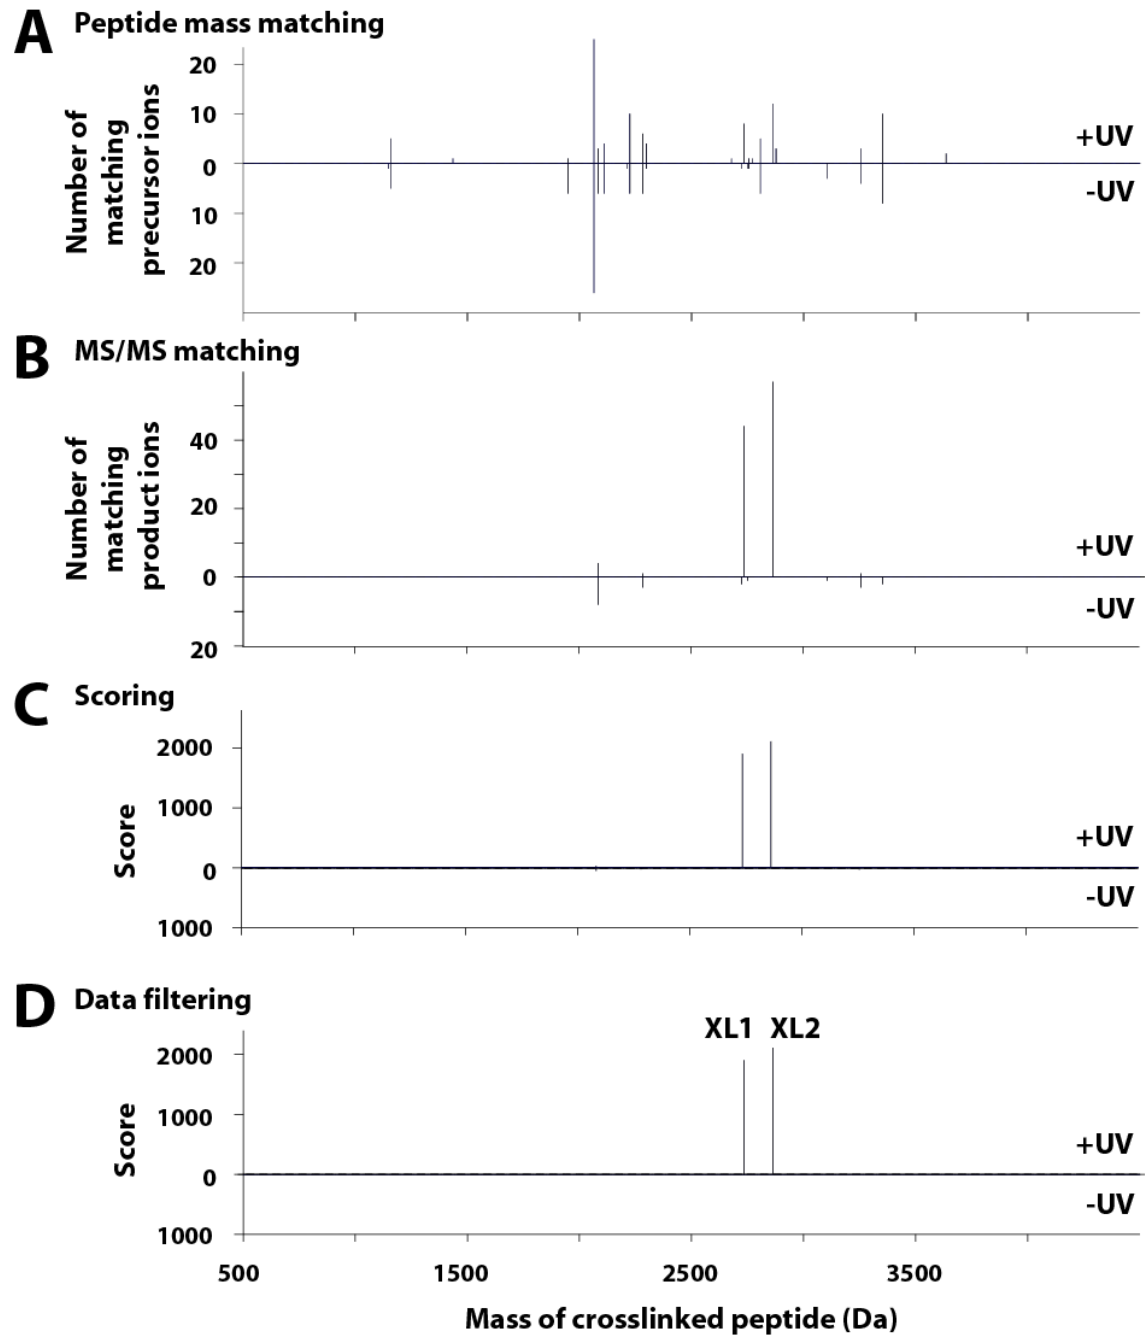 A Peptide mass matching
Number of
matching
precursor ions
20
10
0
10
20
+UV
-UV
B MS/MS matching
Number of
matching
product ions
40
20
0
20
+UV
-UV
C Scoring
Score
2000
1000
0
1000
+UV
-UV
D Data filtering
XL1 XL2
Score
2000
1000
0
1000
+UV
-UV
500 1500 2500 3500
Mass of crosslinked peptide (Da)